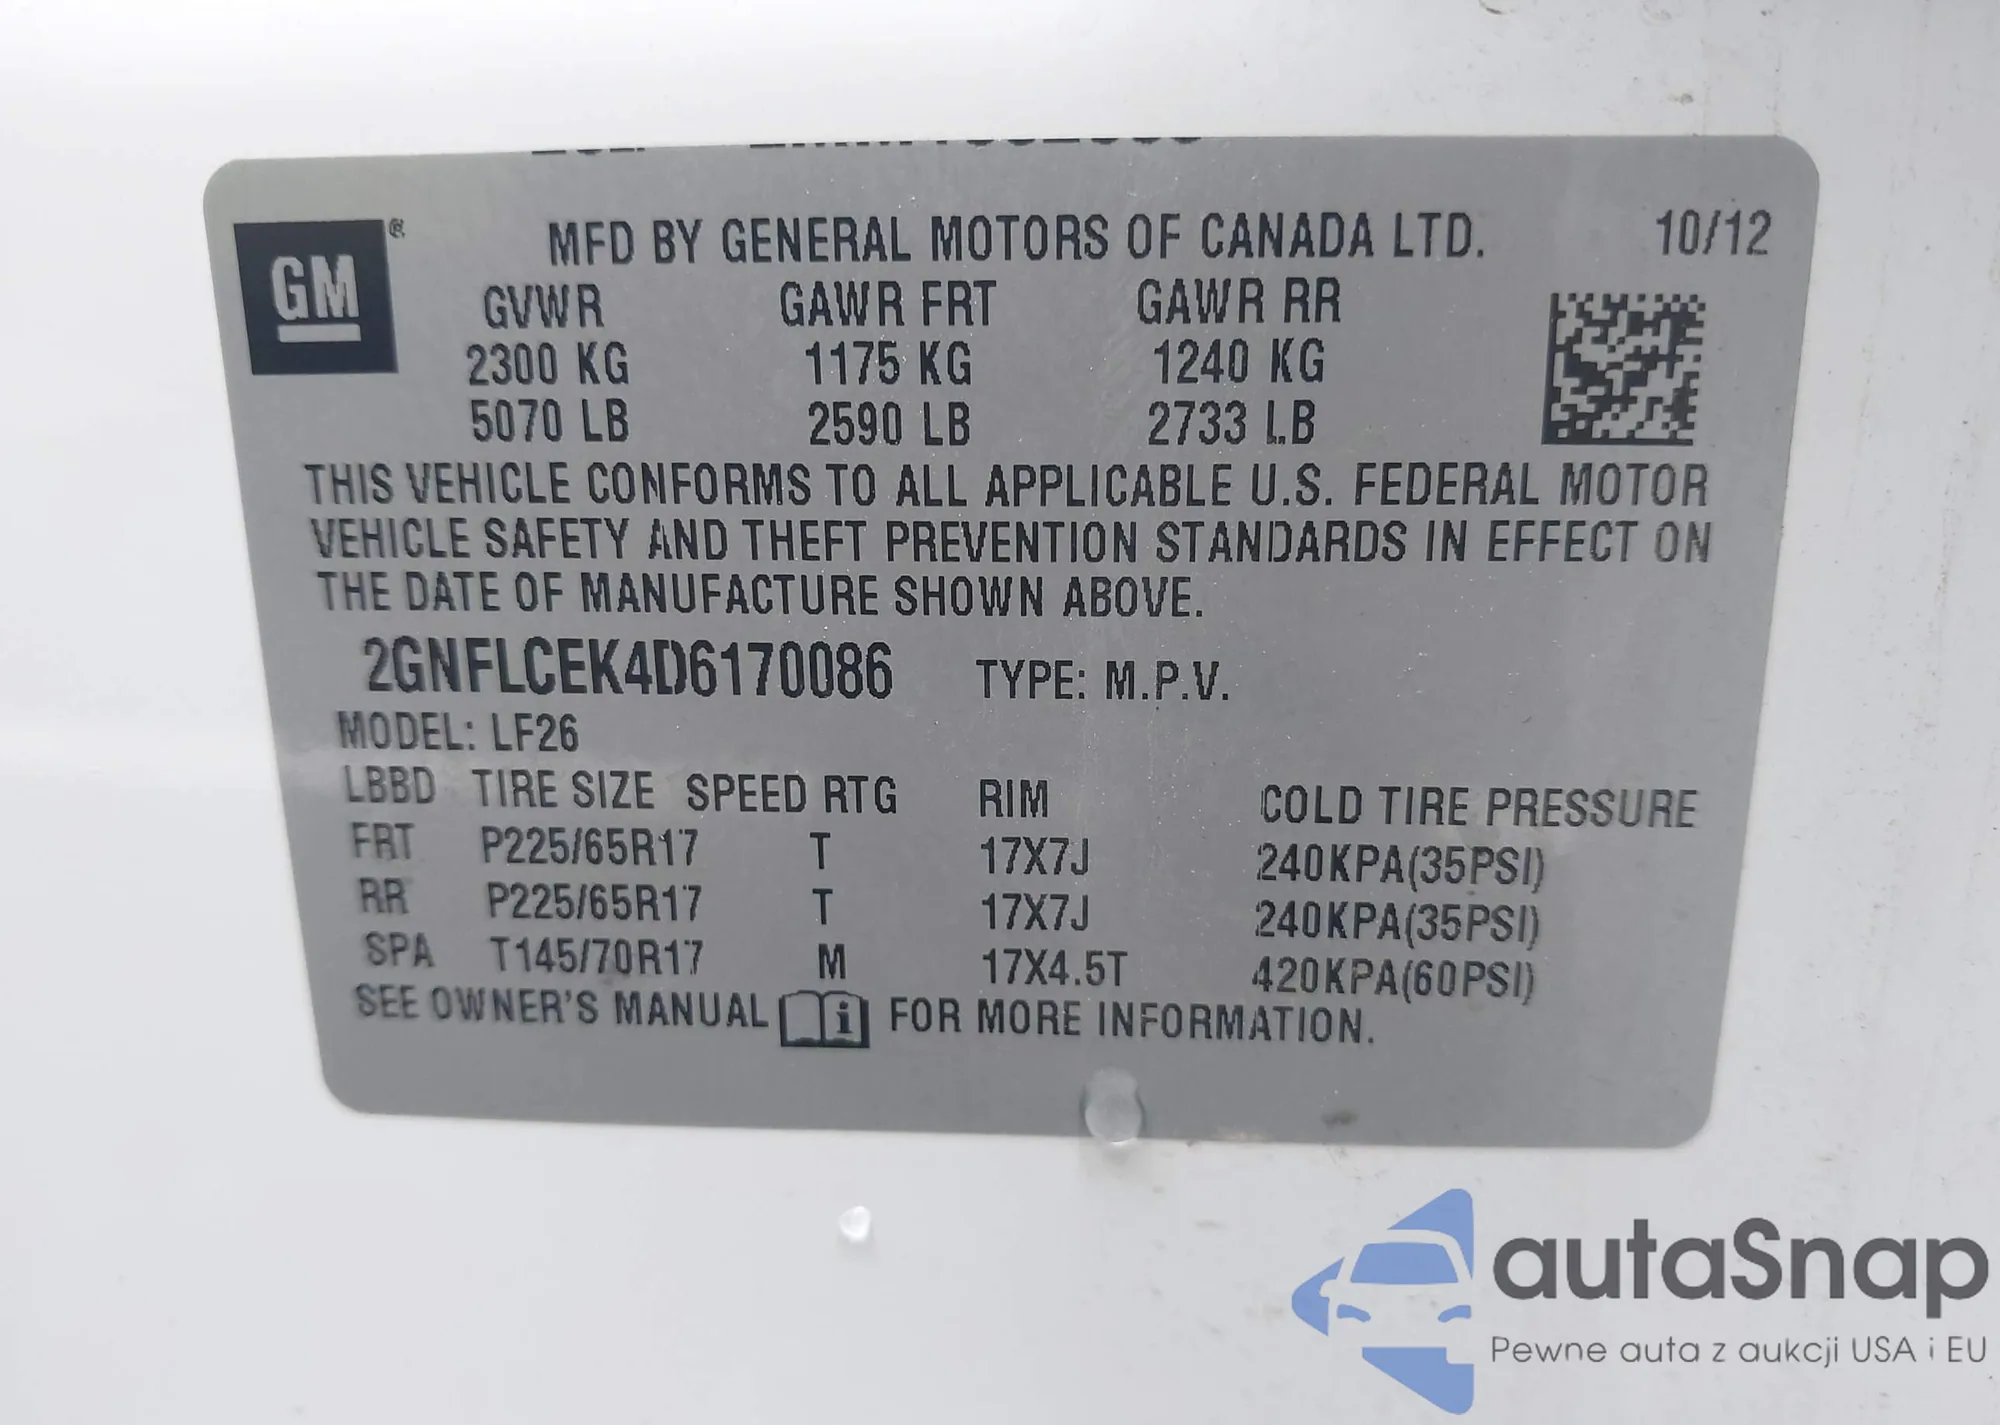 GM®
MFD BY GENERAL MOTORS OF CANADA LTD. 10/12
GVWR GAWR FRT GAWR RR
2300 KG 1175 KG 1240 KG
5070 LB 2590 LB 2733 LB
THIS VEHICLE CONFORMS TO ALL APPLICABLE U.S. FEDERAL MOTOR
VEHICLE SAFETY AND THEFT PREVENTION STANDARDS IN EFFECT ON
THE DATE OF MANUFACTURE SHOWN ABOVE.
2GNFLCEK4D6170086 TYPE: M.P.V.
MODEL: LF26
LBBD TIRE SIZE SPEED RTG RIM COLD TIRE PRESSURE
FRT P225/65R17 T 17X7J 240KPA(35PSI)
RR P225/65R17 T 17X7J 240KPA(35PSI)
SPA T145/70R17 M 17X4.5T 420KPA(60PSI)
SEE OWNER'S MANUAL i FOR MORE INFORMATION.
autaSnap
Pewne auta z aukcji USA i EU